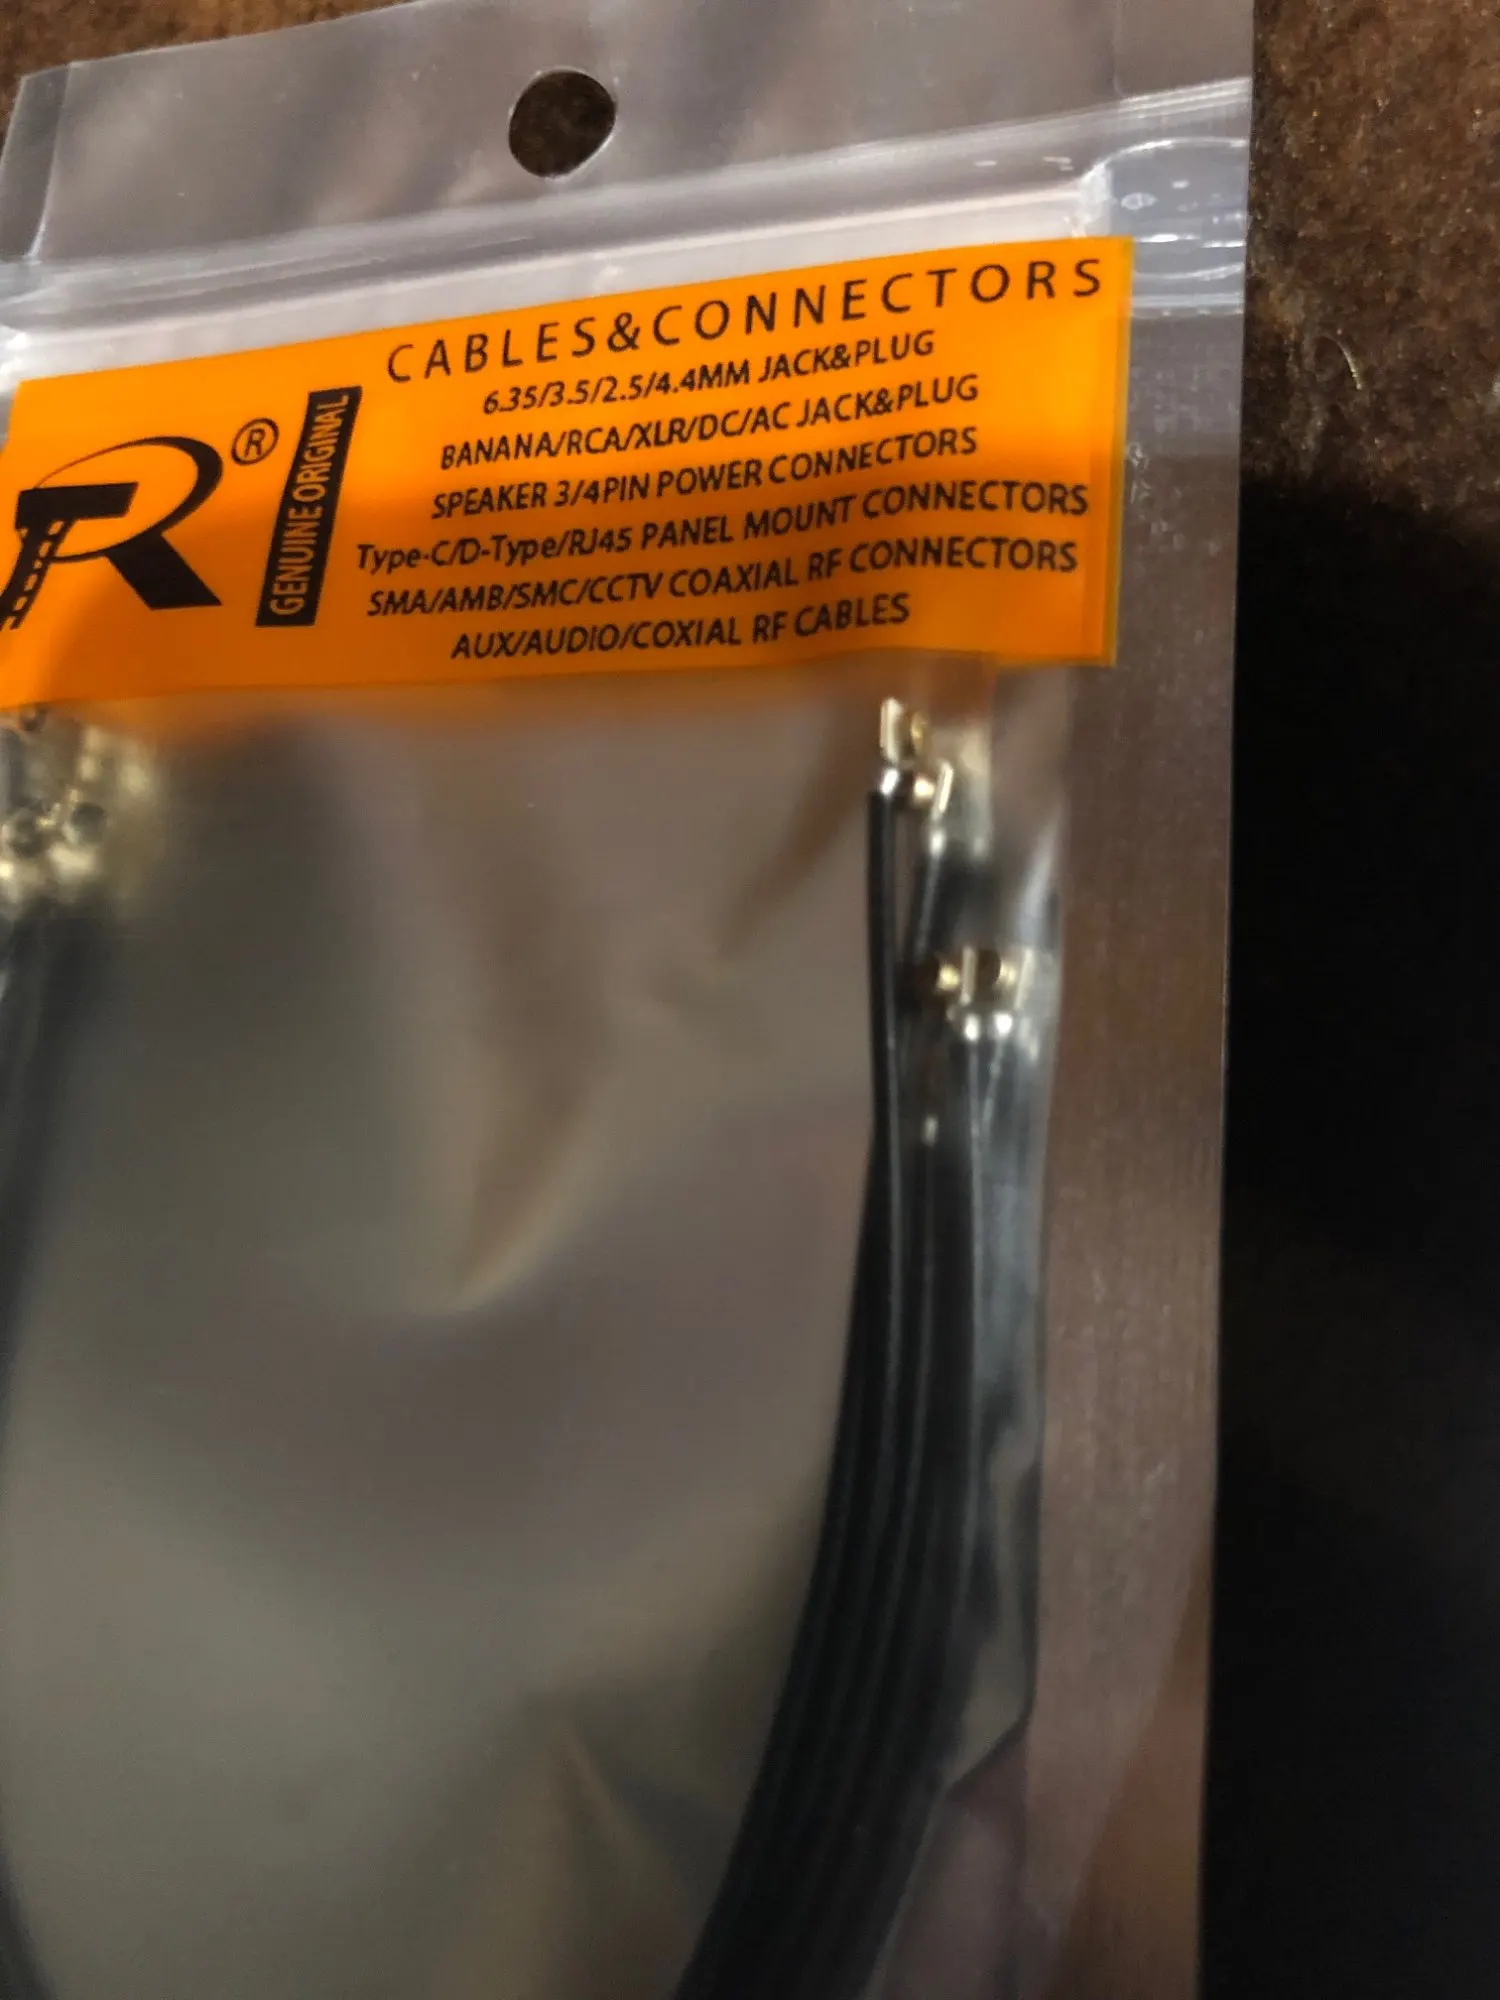 CABLES&CONNECTORS
6.35/3.5/2.5/4.4MM JACK&PLUG
BANANA/RCA/XLR/DC/AC JACK&PLUG
SPEAKER 3/4PIN POWER CONNECTORS
Type-C/D-Type/RJ45 PANEL MOUNT CONNECTORS
SMA/AMB/SMC/CCTV COAXIAL RF CONNECTORS
AUX/AUDIO/COXIAL RF CABLES
R®
GENUINE ORIGINAL